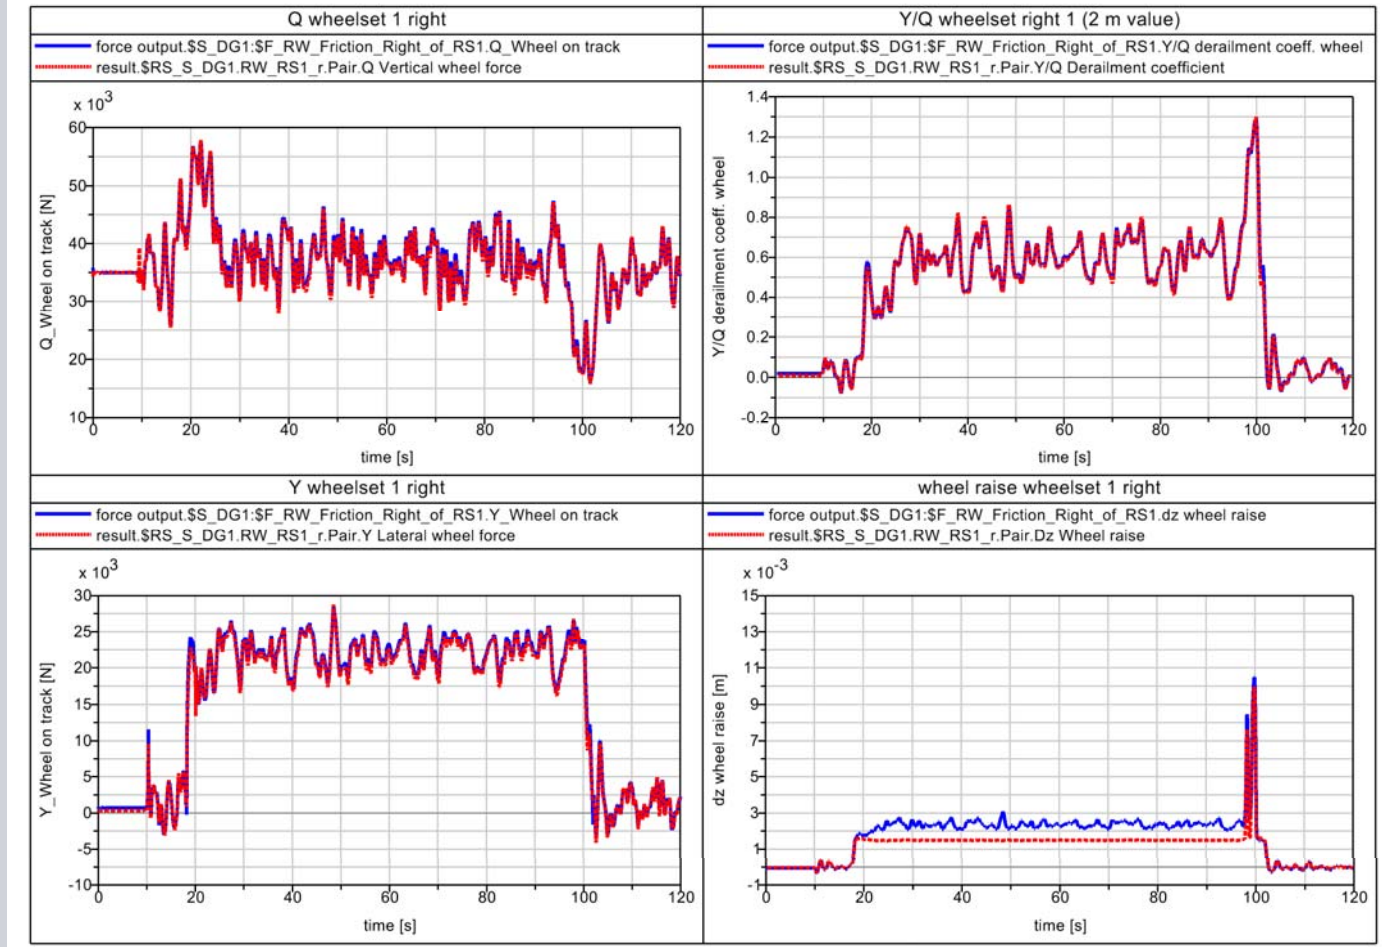 Q wheelset 1 right
force output.$S_DG1:$F_RW_Friction_Right_of_RS1.Q_Wheel on track
result.$RS_S_DG1.RW_RS1_r.Pair.Q Vertical wheel force
x 10³
60
50
40
30
20
10
Q_Wheel on track [N]
0 20 40 60 80 100 120
time [s]
Y/Q wheelset right 1 (2 m value)
force output.$S_DG1:$F_RW_Friction_Right_of_RS1.Y/Q derailment coeff. wheel
result.$RS_S_DG1.RW_RS1_r.Pair.Y/Q Derailment coefficient
1.4
1.2
1.0
0.8
0.6
0.4
0.2
0.0
-0.2
Y/Q derailment coeff. wheel
0 20 40 60 80 100 120
time [s]
Y wheelset 1 right
force output.$S_DG1:$F_RW_Friction_Right_of_RS1.Y_Wheel on track
result.$RS_S_DG1.RW_RS1_r.Pair.Y Lateral wheel force
x 10³
30
25
20
15
10
5
0
-5
-10
Y_Wheel on track [N]
0 20 40 60 80 100 120
time [s]
wheel raise wheelset 1 right
force output.$S_DG1:$F_RW_Friction_Right_of_RS1.dz wheel raise
result.$RS_S_DG1.RW_RS1_r.Pair.Dz Wheel raise
x 10⁻³
15
13
11
9
7
5
3
1
-1
dz wheel raise [m]
0 20 40 60 80 100 120
time [s]